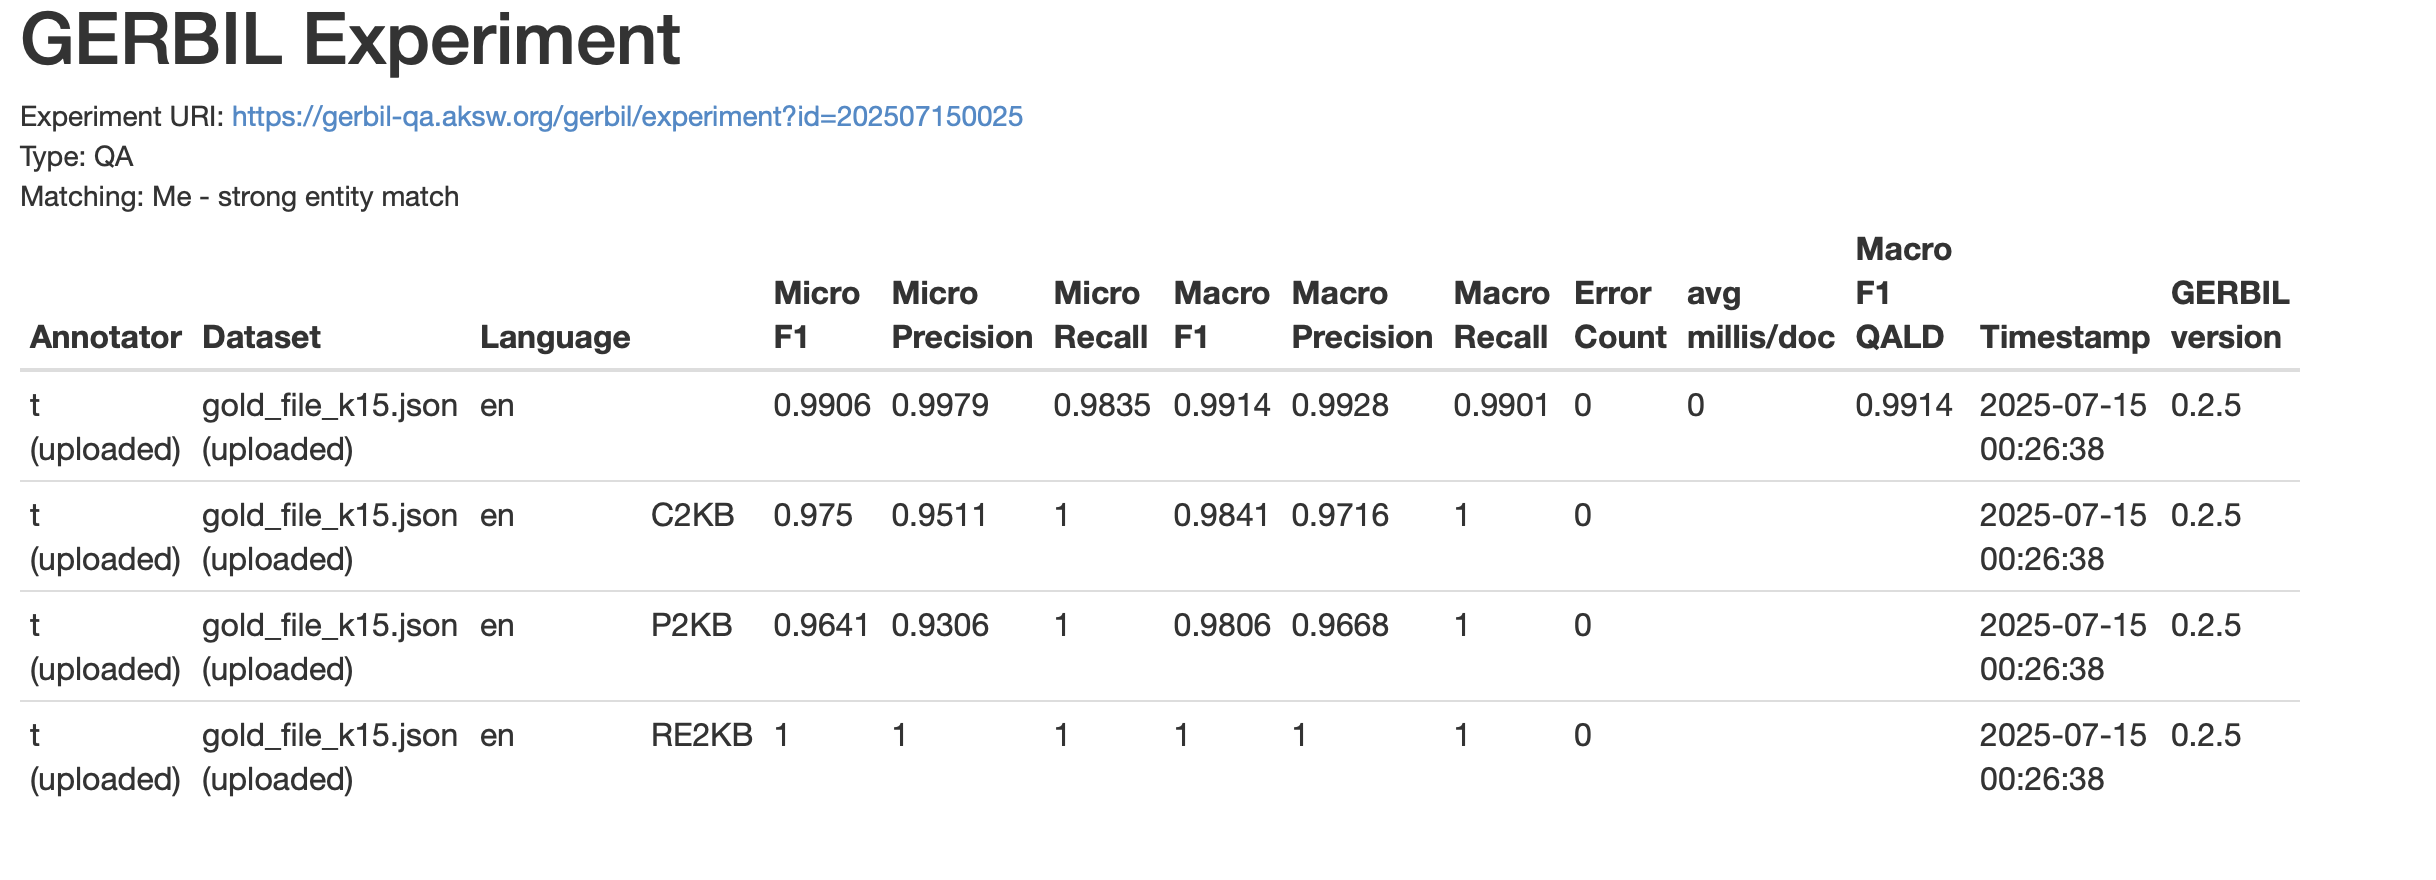 GERBIL Experiment
Experiment URI: https://gerbil-qa.aksw.org/gerbil/experiment?id=202507150025
Type: QA
Matching: Me - strong entity match
Annotator Dataset Language Micro F1 Micro Precision Micro Recall Macro F1 Macro Precision Macro Recall Error Count avg millis/doc Macro F1 QALD Timestamp GERBIL version
t (uploaded) gold_file_k15.json (uploaded) en 0.9906 0.9979 0.9835 0.9914 0.9928 0.9901 0 0 0.9914 2025-07-15 00:26:38 0.2.5
t (uploaded) gold_file_k15.json (uploaded) en C2KB 0.975 0.9511 1 0.9841 0.9716 1 0 2025-07-15 00:26:38 0.2.5
t (uploaded) gold_file_k15.json (uploaded) en P2KB 0.9641 0.9306 1 0.9806 0.9668 1 0 2025-07-15 00:26:38 0.2.5
t (uploaded) gold_file_k15.json (uploaded) en RE2KB 1 1 1 1 1 1 0 2025-07-15 00:26:38 0.2.5